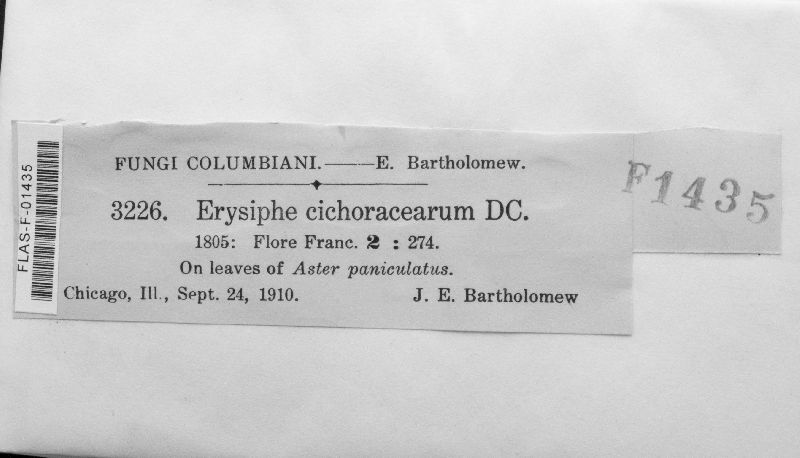 FLAS-F-01435
FUNGI COLUMBIANI.——E. Bartholomew.
3226. Erysiphe cichoracearum DC.
1805: Flore Franc. 2 : 274.
On leaves of Aster paniculatus.
Chicago, Ill., Sept. 24, 1910. J. E. Bartholomew
F1435